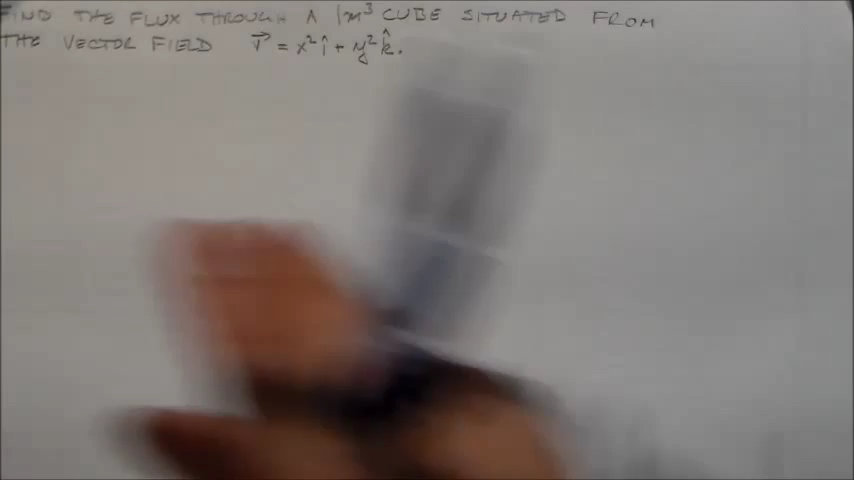 FIND THE FLUX THROUGH A 1m³ CUBE SITUATED FROM
THE VECTOR FIELD v⃗ = x² î + y² k̂.